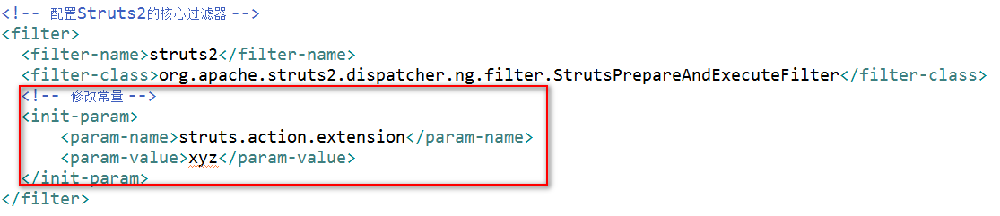 <!-- 配置Struts2的核心过滤器 -->
<filter>
<filter-name>struts2</filter-name>
<filter-class>org.apache.struts2.dispatcher.ng.filter.StrutsPrepareAndExecuteFilter</filter-class>
<!-- 修改常量 -->
<init-param>
<param-name>struts.action.extension</param-name>
<param-value>xyz</param-value>
</init-param>
</filter>